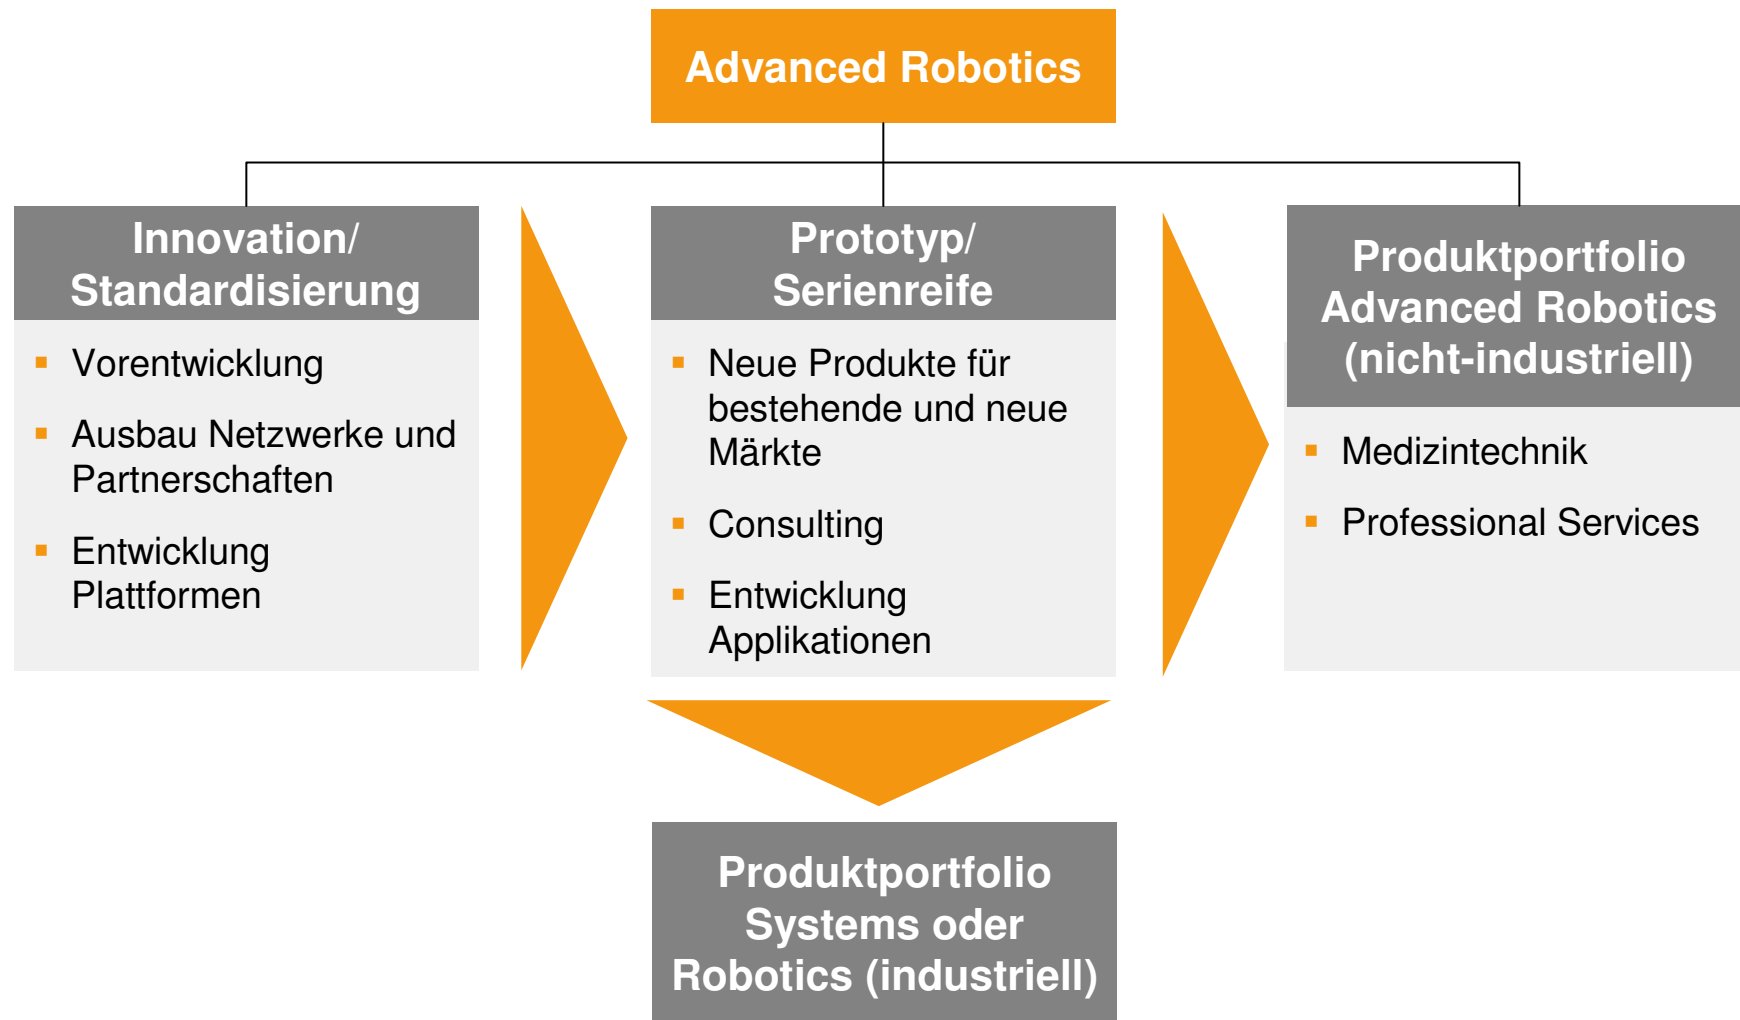 Advanced Robotics
Innovation/
Standardisierung
Vorentwicklung
Ausbau Netzwerke und
Partnerschaften
Entwicklung
Plattformen
Prototyp/
Serienreife
Neue Produkte für
bestehende und neue
Märkte
Consulting
Entwicklung
Applikationen
Produktportfolio
Advanced Robotics
(nicht-industriell)
Medizintechnik
Professional Services
Produktportfolio
Systems oder
Robotics (industriell)